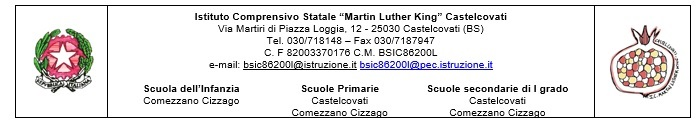 Istituto Comprensivo Statale “Martin Luther King” Castelcovati
Via Martiri di Piazza Loggia, 12 - 25030 Castelcovati (BS)
Tel. 030/718148 – Fax 030/7187947
C. F 82003370176 C.M. BSIC86200L
e-mail: bsic86200l@istruzione.it bsic86200l@pec.istruzione.it
Scuola dell’Infanzia Scuole Primarie Scuole secondarie di I grado
Comezzano Cizzago Castelcovati Castelcovati
Comezzano Cizzago Comezzano Cizzago